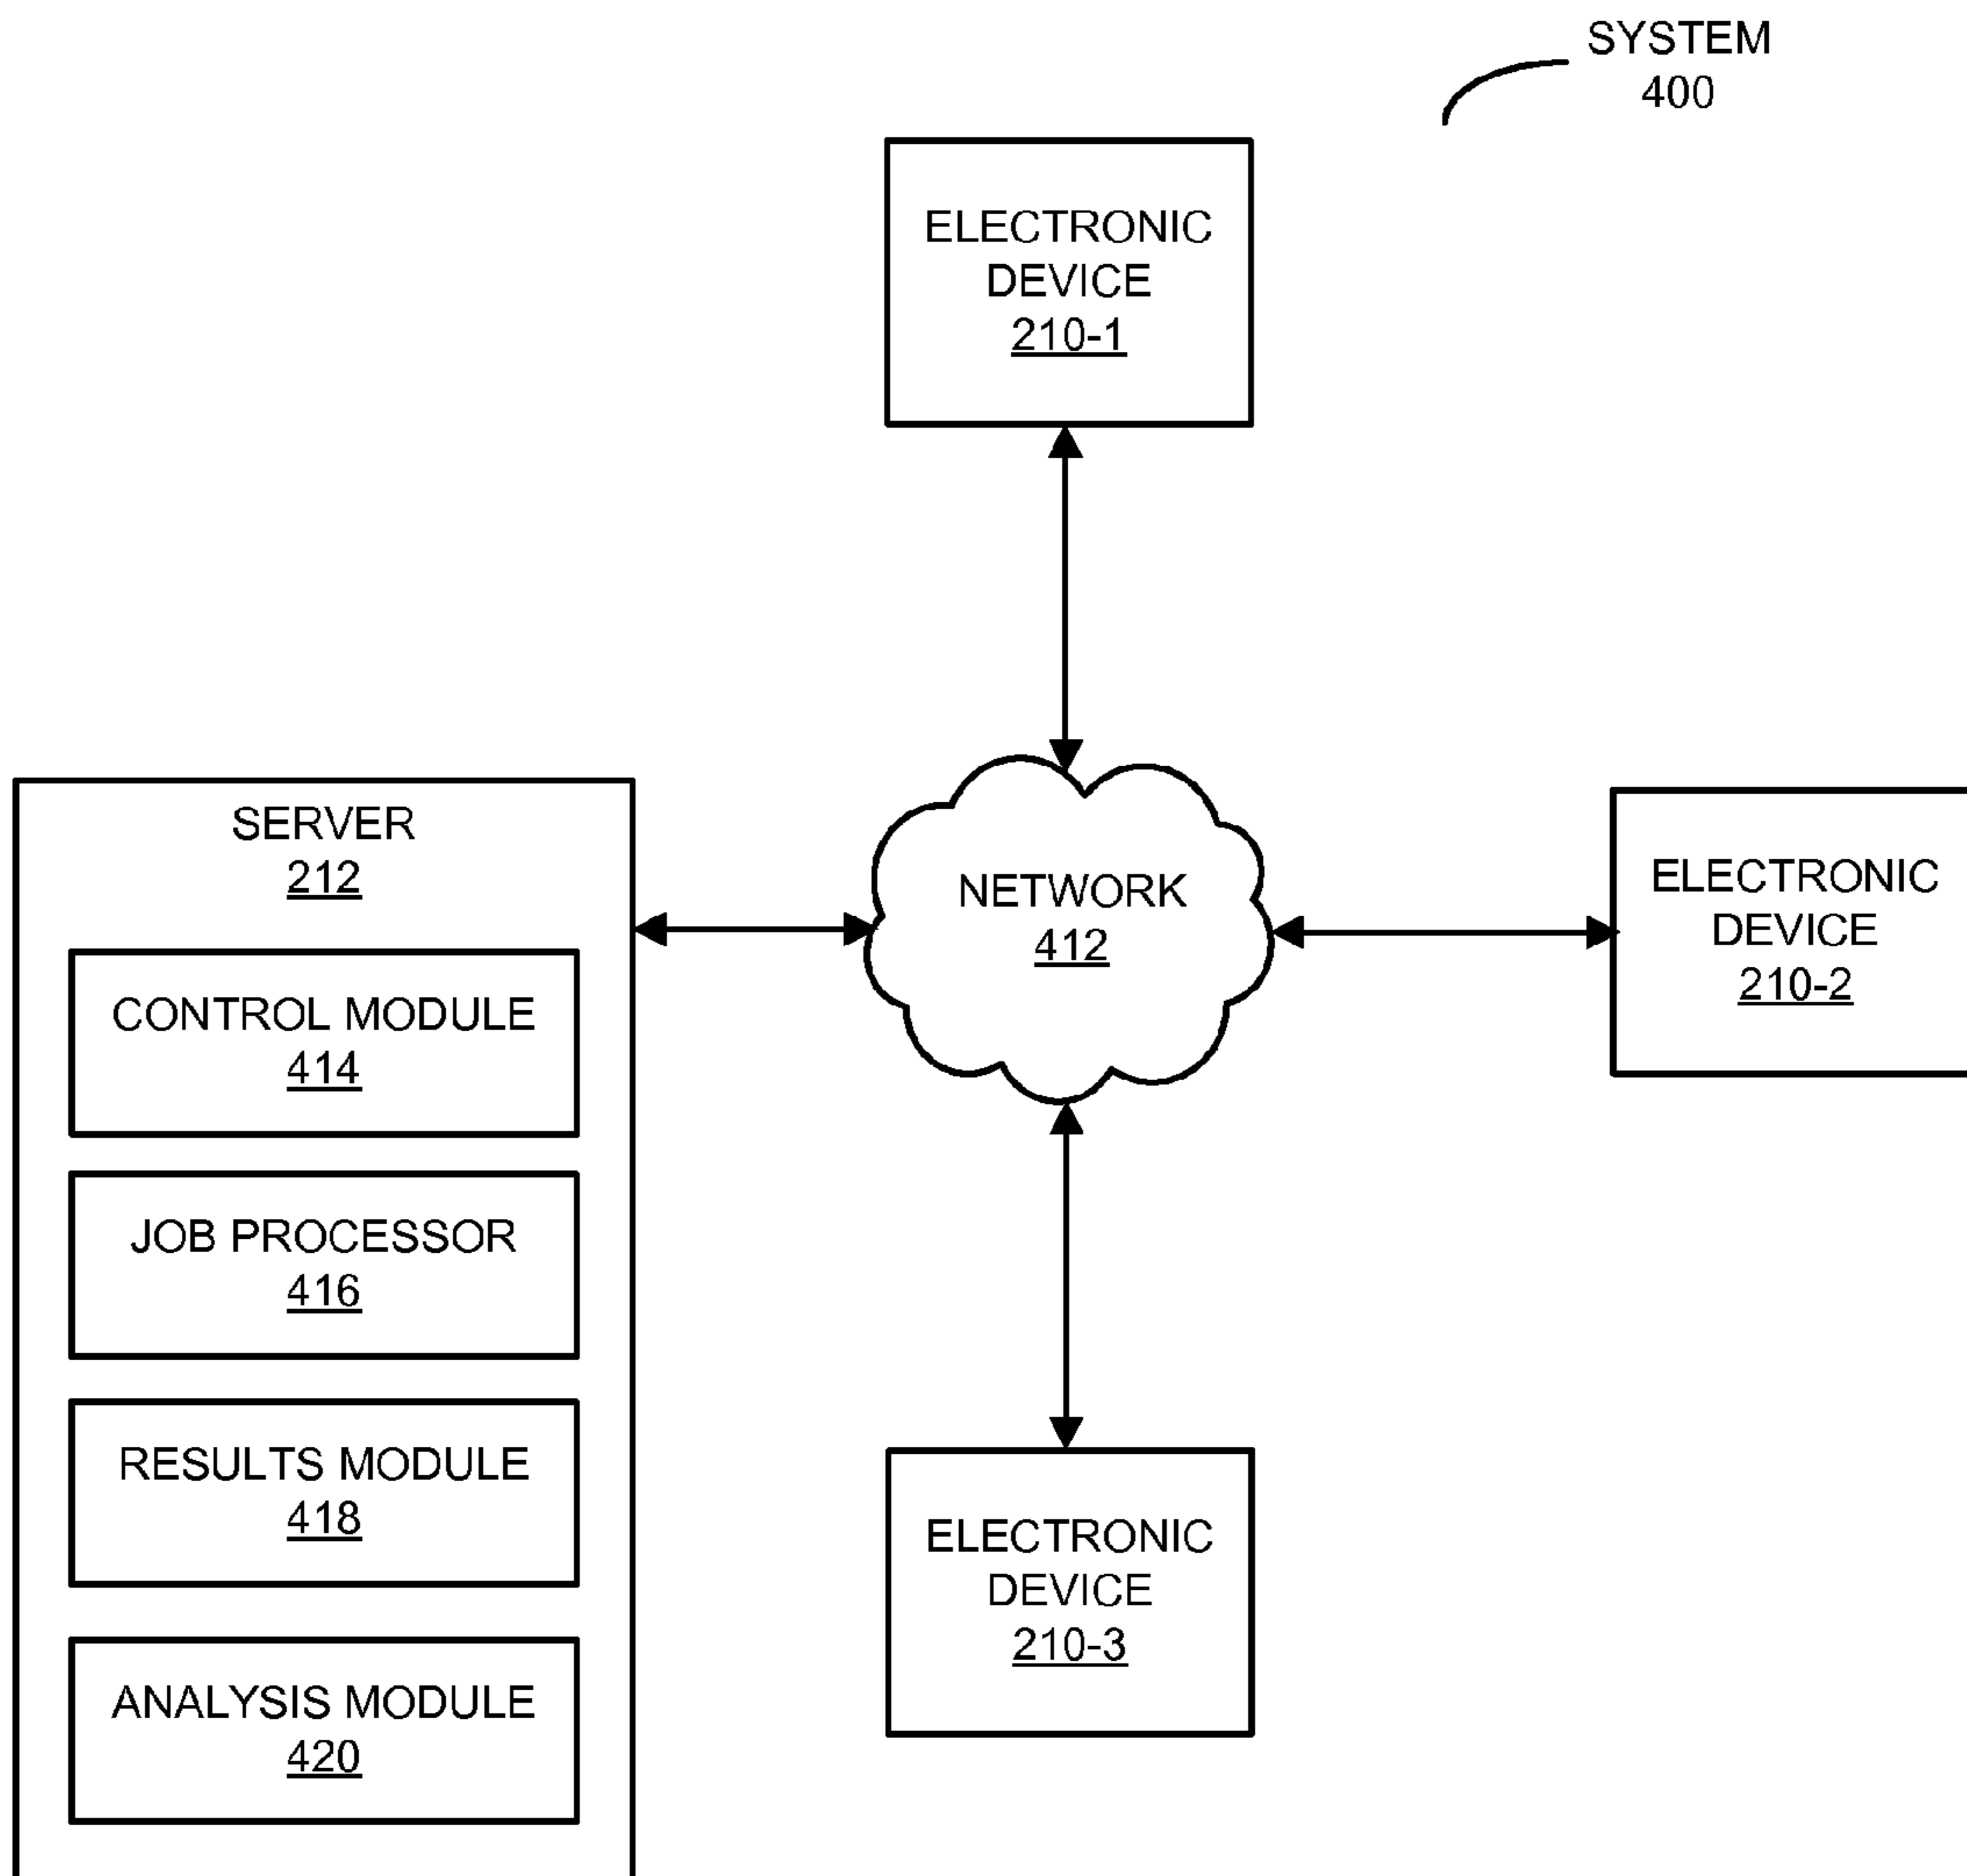 SYSTEM
400
ELECTRONIC
DEVICE
210-1
SERVER
212
CONTROL MODULE
414
JOB PROCESSOR
416
RESULTS MODULE
418
ANALYSIS MODULE
420
NETWORK
412
ELECTRONIC
DEVICE
210-2
ELECTRONIC
DEVICE
210-3